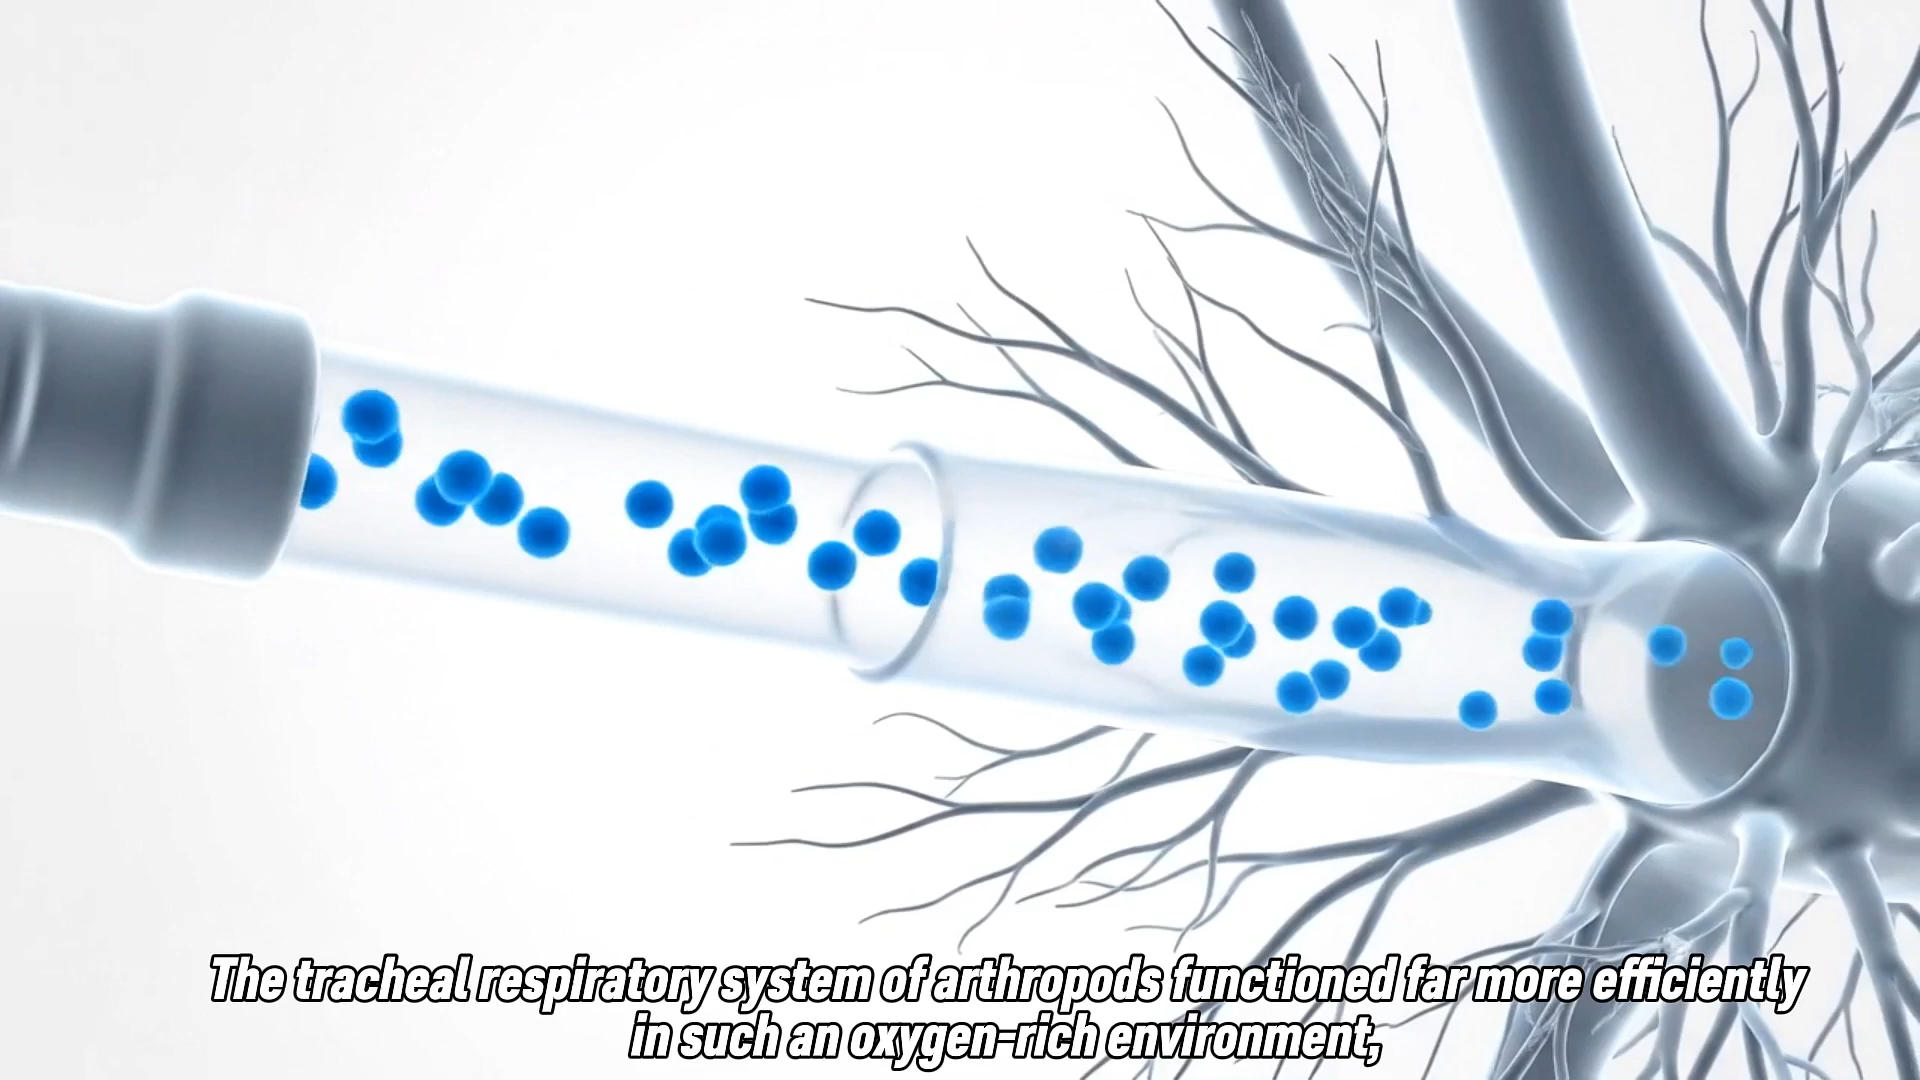 The tracheal respiratory system of arthropods functioned far more efficiently
in such an oxygen-rich environment,